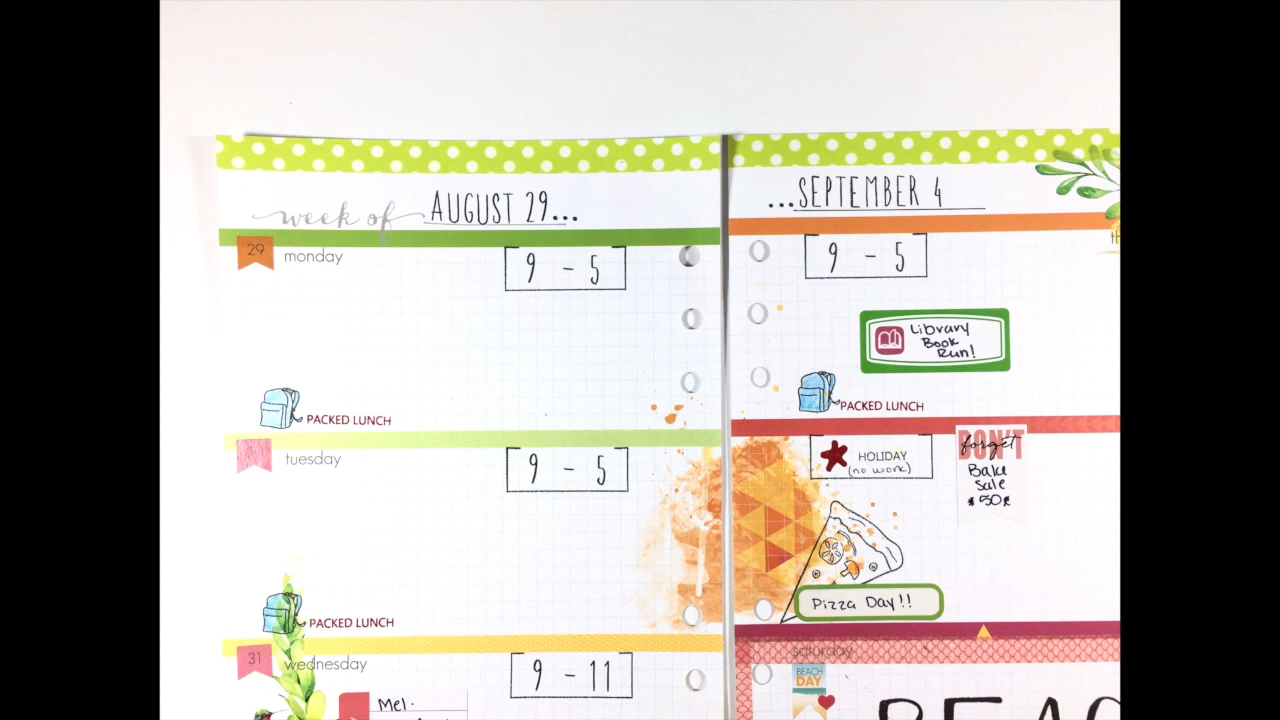 week of AUGUST 29...
29 monday
9 - 5
PACKED LUNCH
tuesday
9 - 5
PACKED LUNCH
31 wednesday
9 - 11
Mel.
...SEPTEMBER 4
th
9 - 5
Library
Book
Run!
PACKED LUNCH
HOLIDAY
(no work)
DON'T
forget
Bake
Sale
Pizza Day!!
saturday
BEACH
DAY